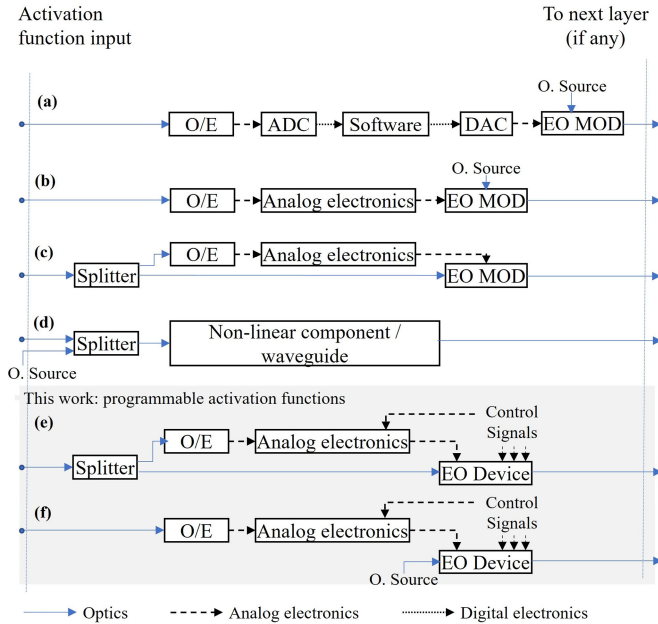 Activation
function input
To next layer
(if any)
(a)
O. Source
O/E
ADC
Software
DAC
EO MOD
(b)
O. Source
O/E
Analog electronics
EO MOD
(c)
O/E
Analog electronics
Splitter
EO MOD
(d)
Splitter
Non-linear component /
waveguide
O. Source
This work: programmable activation functions
(e)
Control
Signals
O/E
Analog electronics
Splitter
EO Device
(f)
Control
Signals
O/E
Analog electronics
EO Device
O. Source
Optics
Analog electronics
Digital electronics